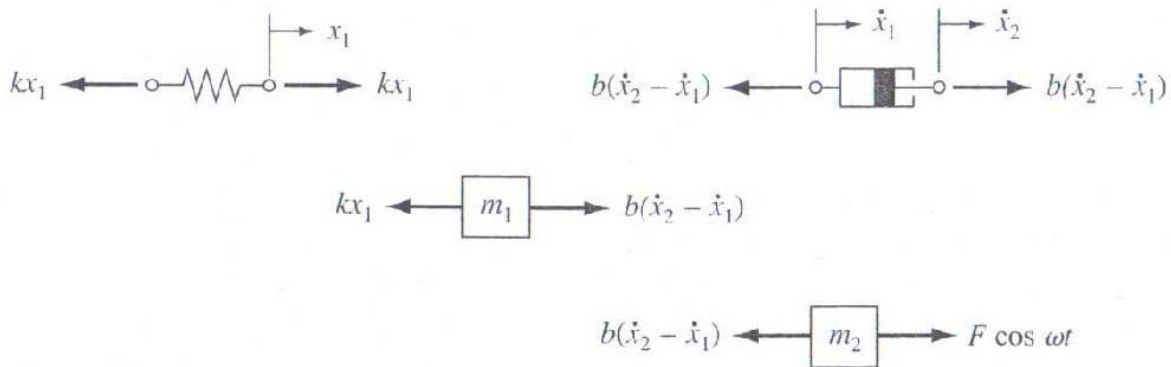 x₁
kx₁ kx₁
ẋ₁ ẋ₂
b(ẋ₂ − ẋ₁) b(ẋ₂ − ẋ₁)
kx₁ m₁ b(ẋ₂ − ẋ₁)
b(ẋ₂ − ẋ₁) m₂ F cos ωt